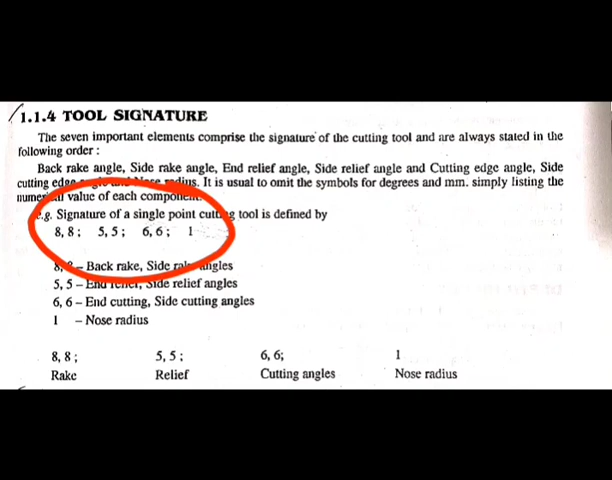 1.1.4 TOOL SIGNATURE
The seven important elements comprise the signature of the cutting tool and are always stated in the
following order :
Back rake angle, Side rake angle, End relief angle, Side relief angle and Cutting edge angle, Side
cutting edge angle and Nose radius. It is usual to omit the symbols for degrees and mm. simply listing the
numerical value of each component.
e.g. Signature of a single point cutting tool is defined by
8, 8 ; 5, 5 ; 6, 6 ; 1
8, 8 – Back rake, Side rake angles
5, 5 – End relief, Side relief angles
6, 6 – End cutting, Side cutting angles
1 – Nose radius
8, 8 ; 5, 5 ; 6, 6; 1
Rake Relief Cutting angles Nose radius